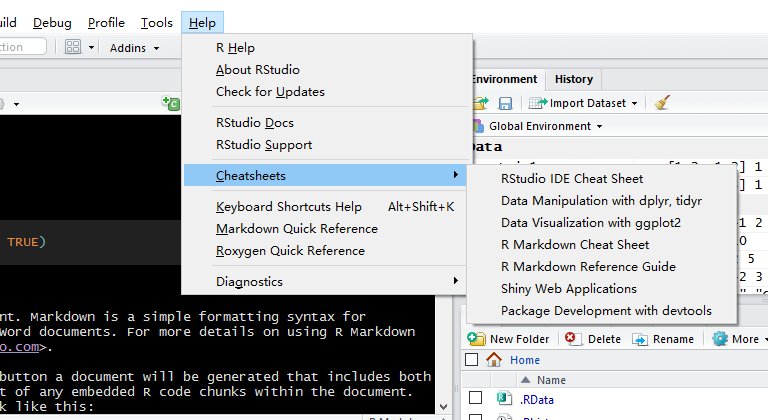 Debug Profile Tools Help
Addins
R Help
About RStudio
Check for Updates
RStudio Docs
RStudio Support
Cheatsheets
Keyboard Shortcuts Help Alt+Shift+K
Markdown Quick Reference
Roxygen Quick Reference
Diagnostics
RStudio IDE Cheat Sheet
Data Manipulation with dplyr, tidyr
Data Visualization with ggplot2
R Markdown Cheat Sheet
R Markdown Reference Guide
Shiny Web Applications
Package Development with devtools
Environment History
Import Dataset
Global Environment
Data
TRUE)
nt. Markdown is a simple formatting syntax for
Word documents. For more details on using R Markdown
o.com>.
button a document will be generated that includes both
t of any embedded R code chunks within the document.
k like this:
New Folder Delete Rename More
Home
Name
.RData